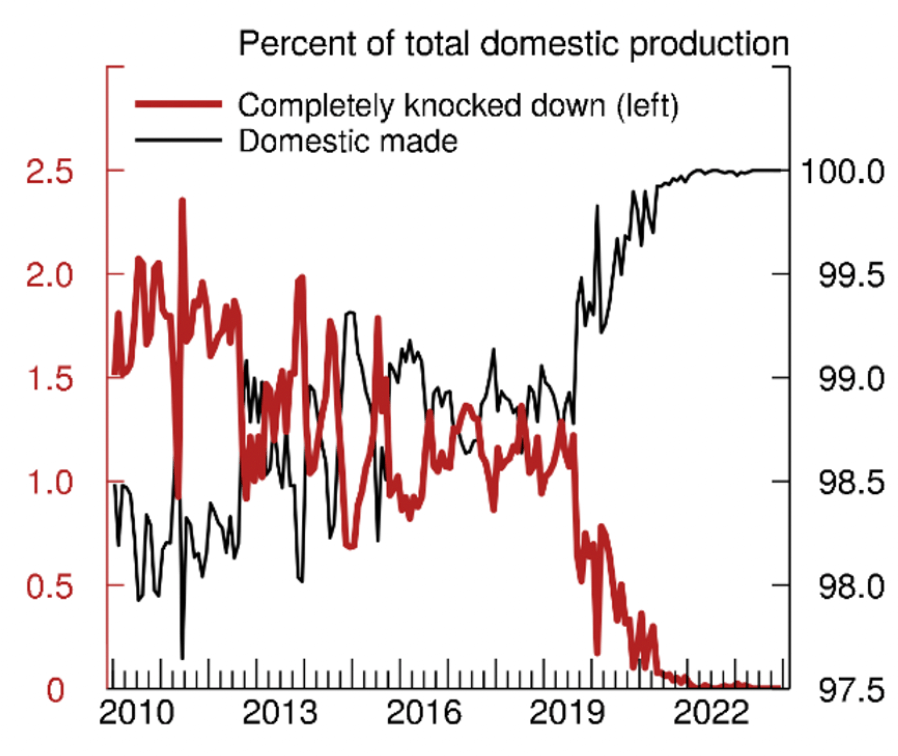 Percent of total domestic production
Completely knocked down (left)
Domestic made
2.5 100.0
2.0 99.5
1.5 99.0
1.0 98.5
0.5 98.0
0 97.5
2010 2013 2016 2019 2022